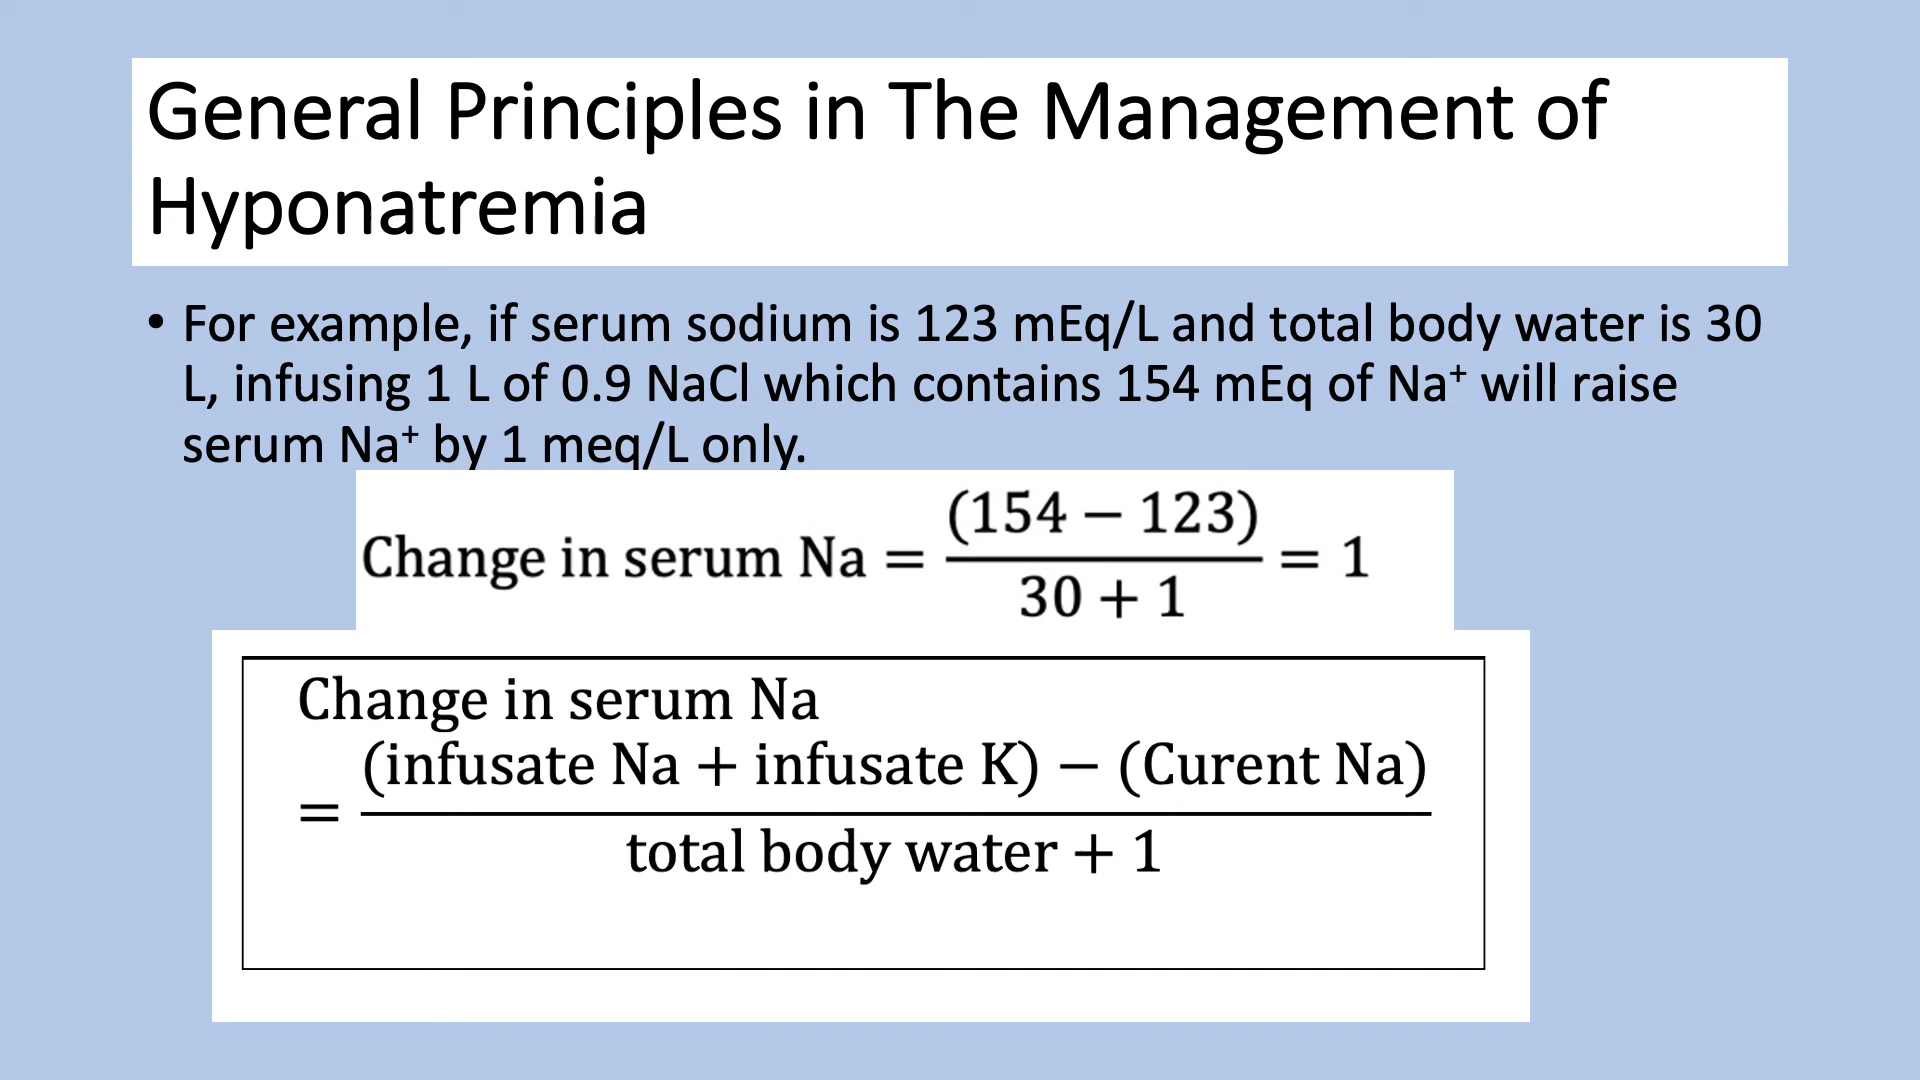 General Principles in The Management of
Hyponatremia
• For example, if serum sodium is 123 mEq/L and total body water is 30
L, infusing 1 L of 0.9 NaCl which contains 154 mEq of Na⁺ will raise
serum Na⁺ by 1 meq/L only.
Change in serum Na = (154 − 123) / 30 + 1 = 1
Change in serum Na
= (infusate Na + infusate K) − (Curent Na) / total body water + 1